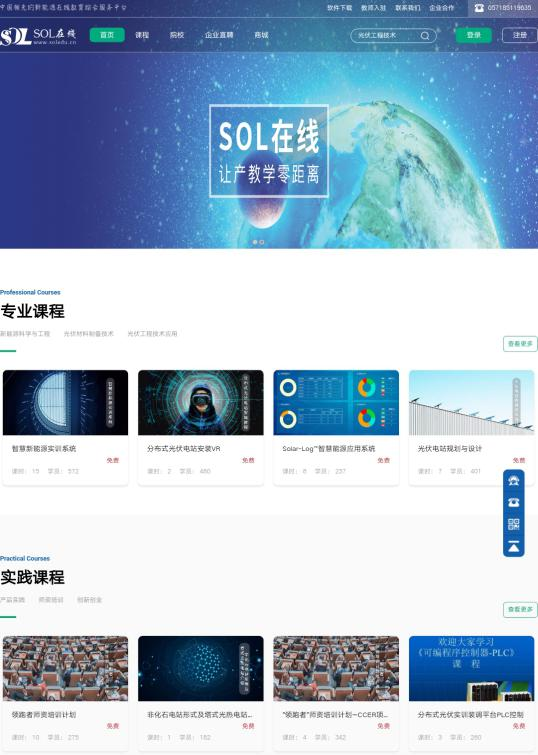 中国领先的新能源在线教育综合服务平台
软件下载 教师入驻 联系我们 企业合作 057185119635
SOL SOL在线
www.soledu.cn
首页 课程 院校 企业直聘 商城 光伏工程技术 登录 注册
SOL在线
让产教学零距离
Professional Courses
专业课程
新能源科学与工程 光伏材料制备技术 光伏工程技术应用
查看更多
智慧新能源实训系统 分布式光伏电站安装VR Solar-Log™智慧能源应用系统 光伏电站规划与设计
免费 免费 免费 免费
课时： 15 学员： 572 课时： 2 学员： 480 课时： 8 学员： 257 课时： 7 学员： 401
Practical Courses
实践课程
产品实践 师资培训 创新创业
查看更多
欢迎大家学习
《可编程序控制器-PLC》
课 程
领跑者师资培训计划 非化石电站形式及塔式光热电站... “领跑者”师资培训计划—CCER项... 分布式光伏实训装调平台PLC控制
免费 免费 免费 免费
课时： 10 学员： 275 课时： 1 学员： 182 课时： 4 学员： 342 课时： 3 学员： 260